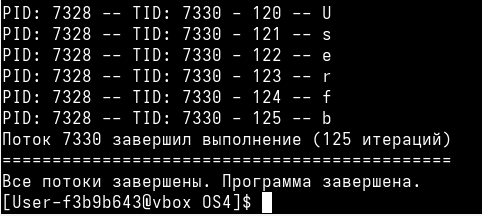 PID: 7328 -- TID: 7330 - 120 -- U
PID: 7328 -- TID: 7330 - 121 -- s
PID: 7328 -- TID: 7330 - 122 -- e
PID: 7328 -- TID: 7330 - 123 -- r
PID: 7328 -- TID: 7330 - 124 -- f
PID: 7328 -- TID: 7330 - 125 -- b
Поток 7330 завершил выполнение (125 итераций)
=============================================
Все потоки завершены. Программа завершена.
[User-f3b9b643@vbox OS4]$